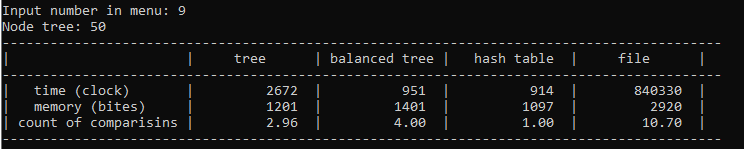 Input number in menu: 9
Node tree: 50
-----------------------------------------------------------------------------------------
|                       |      tree     | balanced tree |   hash table  |     file      |
-----------------------------------------------------------------------------------------
|   time (clock)        |         2672  |          951  |          914  |       840330  |
|   memory (bites)      |         1201  |         1401  |         1097  |         2920  |
| count of comparisins |         2.96  |         4.00  |         1.00  |        10.70  |
-----------------------------------------------------------------------------------------